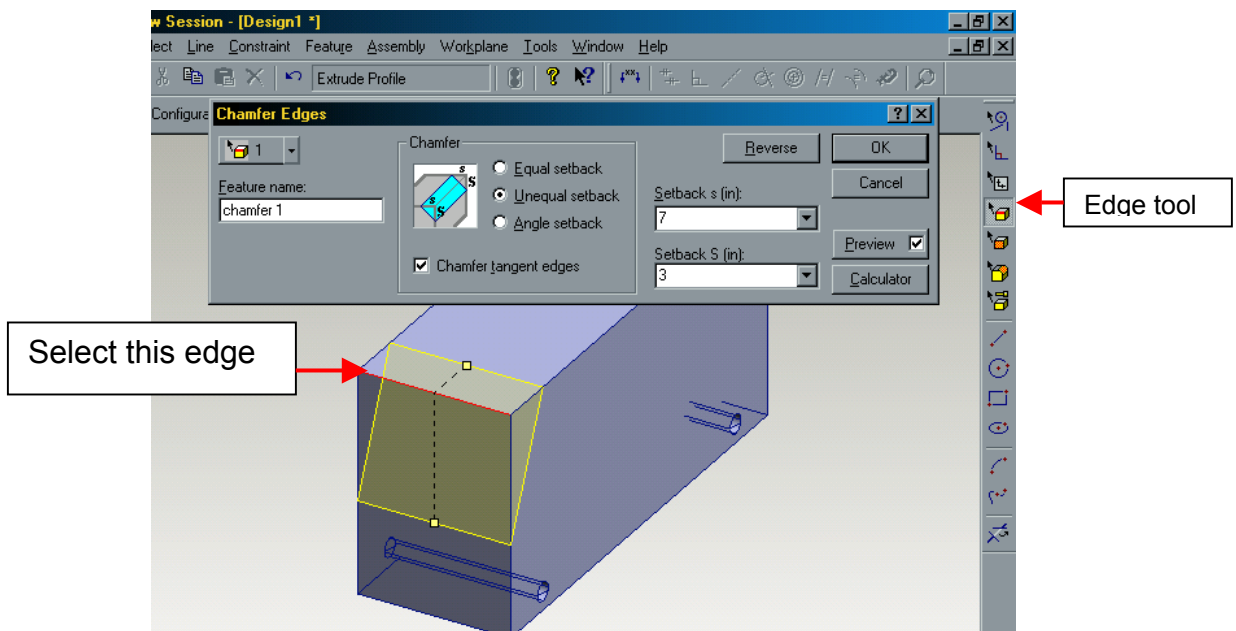 w Session - [Design1 *]
lect Line Constraint Feature Assembly Workplane Tools Window Help
Extrude Profile
Configura
Chamfer Edges
1
Feature name:
chamfer 1
Chamfer
s
S
s
S
Equal setback
Unequal setback
Angle setback
Chamfer tangent edges
Reverse
OK
Setback s (in):
Cancel
7
Setback S (in):
Preview
3
Calculator
Edge tool
Select this edge